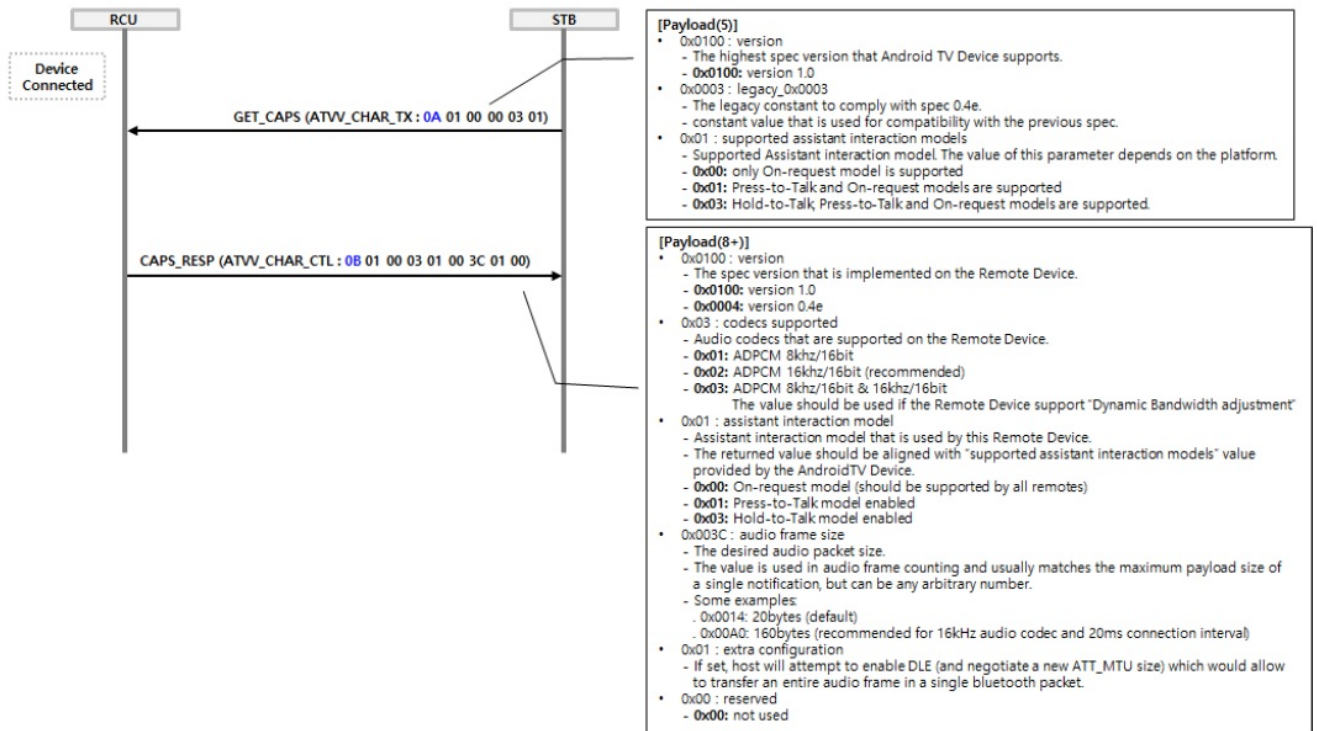 RCU
STB
Device
Connected
GET_CAPS (ATVV_CHAR_TX : 0A 01 00 00 03 01)
CAPS_RESP (ATVV_CHAR_CTL : 0B 01 00 03 01 00 3C 01 00)
[Payload(5)]
• 0x0100 : version
- The highest spec version that Android TV Device supports.
- 0x0100: version 1.0
• 0x0003 : legacy_0x0003
- The legacy constant to comply with spec 0.4e.
- constant value that is used for compatibility with the previous spec.
• 0x01 : supported assistant interaction models
- Supported Assistant interaction model. The value of this parameter depends on the platform.
- 0x00: only On-request model is supported
- 0x01: Press-to-Talk and On-request models are supported
- 0x03: Hold-to-Talk, Press-to-Talk and On-request models are supported.
[Payload(8+)]
• 0x0100 : version
- The spec version that is implemented on the Remote Device.
- 0x0100: version 1.0
- 0x0004: version 0.4e
• 0x03 : codecs supported
- Audio codecs that are supported on the Remote Device.
- 0x01: ADPCM 8khz/16bit
- 0x02: ADPCM 16khz/16bit (recommended)
- 0x03: ADPCM 8khz/16bit & 16khz/16bit
The value should be used if the Remote Device support "Dynamic Bandwidth adjustment"
• 0x01 : assistant interaction model
- Assistant interaction model that is used by this Remote Device.
- The returned value should be aligned with "supported assistant interaction models" value
provided by the AndroidTV Device.
- 0x00: On-request model (should be supported by all remotes)
- 0x01: Press-to-Talk model enabled
- 0x03: Hold-to-Talk model enabled
• 0x003C : audio frame size
- The desired audio packet size.
- The value is used in audio frame counting and usually matches the maximum payload size of
a single notification, but can be any arbitrary number.
- Some examples:
. 0x0014: 20bytes (default)
. 0x00A0: 160bytes (recommended for 16kHz audio codec and 20ms connection interval)
• 0x01 : extra configuration
- If set, host will attempt to enable DLE (and negotiate a new ATT_MTU size) which would allow
to transfer an entire audio frame in a single bluetooth packet.
• 0x00 : reserved
- 0x00: not used